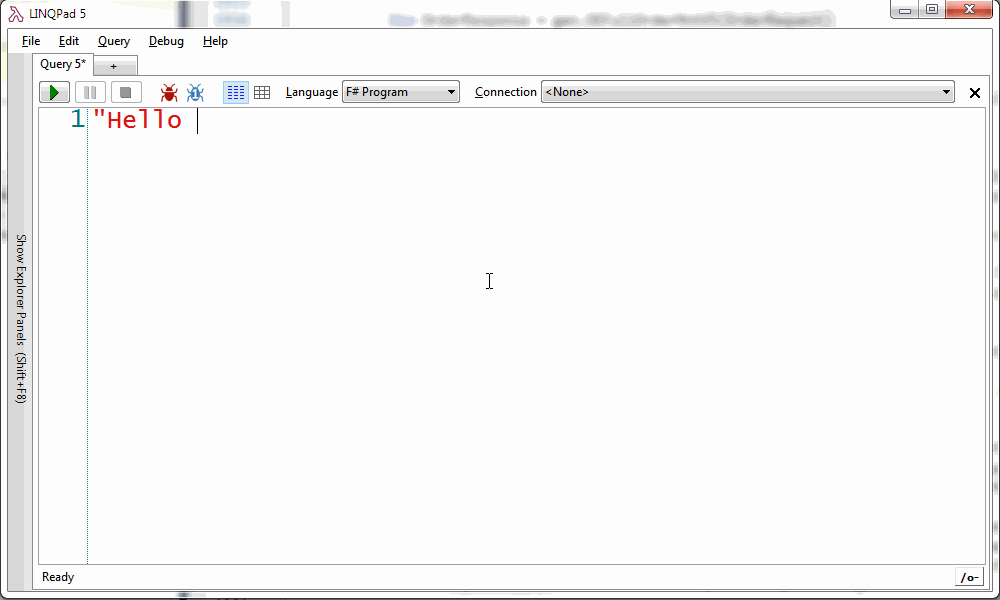 LINQPad 5
File Edit Query Debug Help
Query 5* +
Language F# Program Connection <None>
1 "Hello
Show Explorer Panels (Shift+F8)
Ready /o-